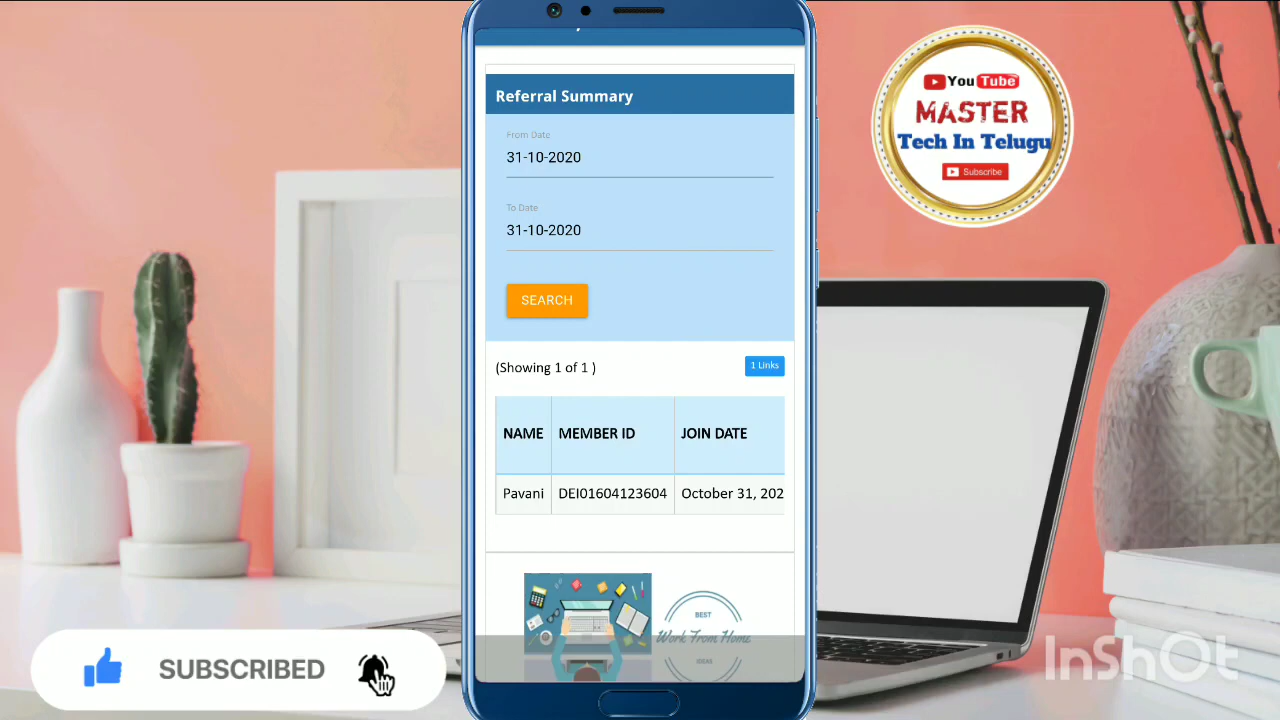 Referral Summary
From Date
31-10-2020
To Date
31-10-2020
SEARCH
(Showing 1 of 1 )
1 Links
NAME MEMBER ID JOIN DATE
Pavani DEI01604123604 October 31, 202
BEST
Work From Home
IDEAS
YouTube
MASTER
Tech In Telugu
Subscribe
SUBSCRIBED
InShOt